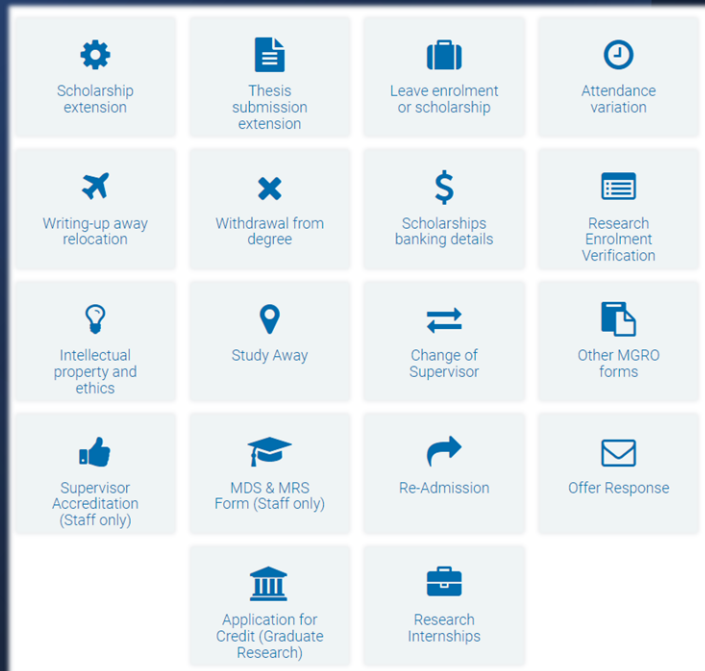 Scholarship
extension
Thesis
submission
extension
Leave enrolment
or scholarship
Attendance
variation
Writing-up away
relocation
Withdrawal from
degree
Scholarships
banking details
Research
Enrolment
Verification
Intellectual
property and
ethics
Study Away
Change of
Supervisor
Other MGRO
forms
Supervisor
Accreditation
(Staff only)
MDS & MRS
Form (Staff only)
Re-Admission
Offer Response
Application for
Credit (Graduate
Research)
Research
Internships